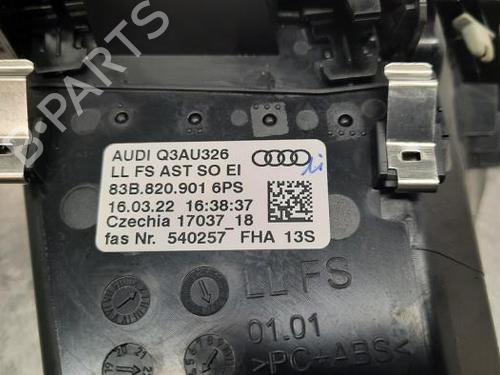 B-PARTS
AUDI Q3AU326
LL FS AST SO EI
83B.820.901 6PS
16.03.22 16:38:37
Czechia 17037_18
fas Nr. 540257 FHA 13S
LL FS
01.01
>PC+ABS<